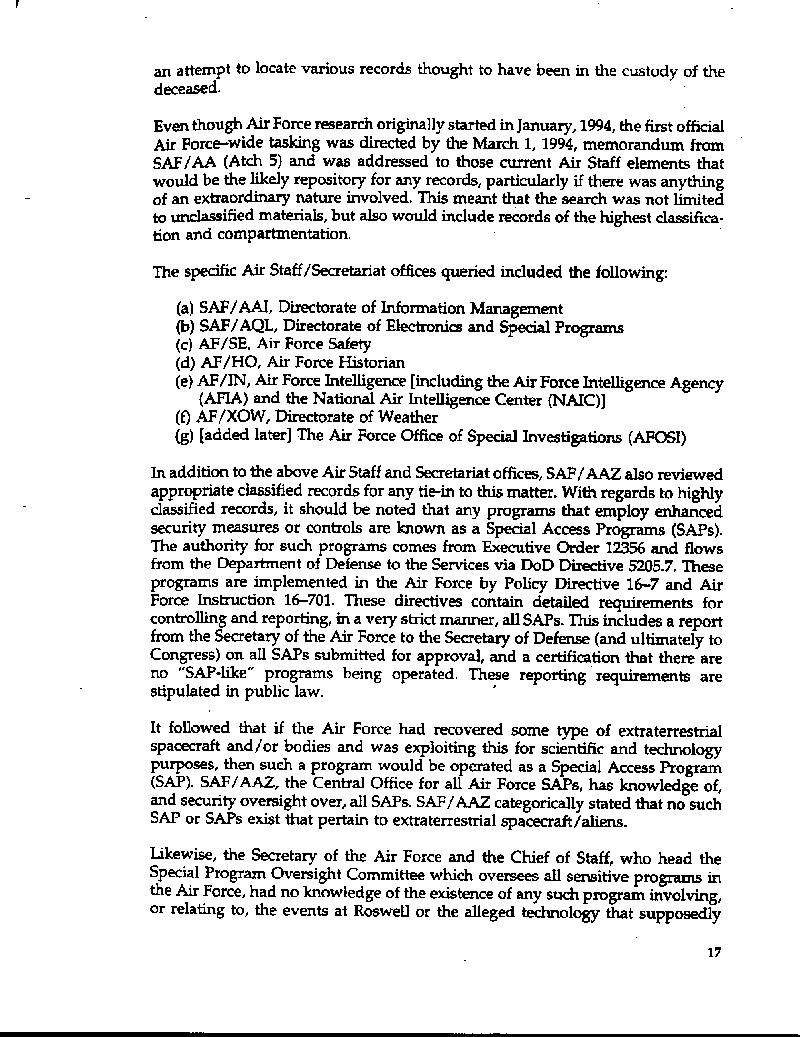 an attempt to locate various records thought to have been in the custody of the
deceased.
Even though Air Force research originally started in January, 1994, the first official
Air Force–wide tasking was directed by the March 1, 1994, memorandum from
SAF/AA (Atch 5) and was addressed to those current Air Staff elements that
would be the likely repository for any records, particularly if there was anything
of an extraordinary nature involved. This meant that the search was not limited
to unclassified materials, but also would include records of the highest classifica-
tion and compartmentation.
The specific Air Staff/Secretariat offices queried included the following:
(a) SAF/AAI, Directorate of Information Management
(b) SAF/AQL, Directorate of Electronics and Special Programs
(c) AF/SE, Air Force Safety
(d) AF/HO, Air Force Historian
(e) AF/IN, Air Force Intelligence [including the Air Force Intelligence Agency
(AFIA) and the National Air Intelligence Center (NAIC)]
(f) AF/XOW, Directorate of Weather
(g) [added later] The Air Force Office of Special Investigations (AFOSI)
In addition to the above Air Staff and Secretariat offices, SAF/AAZ also reviewed
appropriate classified records for any tie-in to this matter. With regards to highly
classified records, it should be noted that any programs that employ enhanced
security measures or controls are known as a Special Access Programs (SAPs).
The authority for such programs comes from Executive Order 12356 and flows
from the Department of Defense to the Services via DoD Directive 5205.7. These
programs are implemented in the Air Force by Policy Directive 16–7 and Air
Force Instruction 16–701. These directives contain detailed requirements for
controlling and reporting, in a very strict manner, all SAPs. This includes a report
from the Secretary of the Air Force to the Secretary of Defense (and ultimately to
Congress) on all SAPs submitted for approval, and a certification that there are
no "SAP-like" programs being operated. These reporting requirements are
stipulated in public law.
It followed that if the Air Force had recovered some type of extraterrestrial
spacecraft and/or bodies and was exploiting this for scientific and technology
purposes, then such a program would be operated as a Special Access Program
(SAP). SAF/AAZ, the Central Office for all Air Force SAPs, has knowledge of,
and security oversight over, all SAPs. SAF/AAZ categorically stated that no such
SAP or SAPs exist that pertain to extraterrestrial spacecraft/aliens.
Likewise, the Secretary of the Air Force and the Chief of Staff, who head the
Special Program Oversight Committee which oversees all sensitive programs in
the Air Force, had no knowledge of the existence of any such program involving,
or relating to, the events at Roswell or the alleged technology that supposedly
17